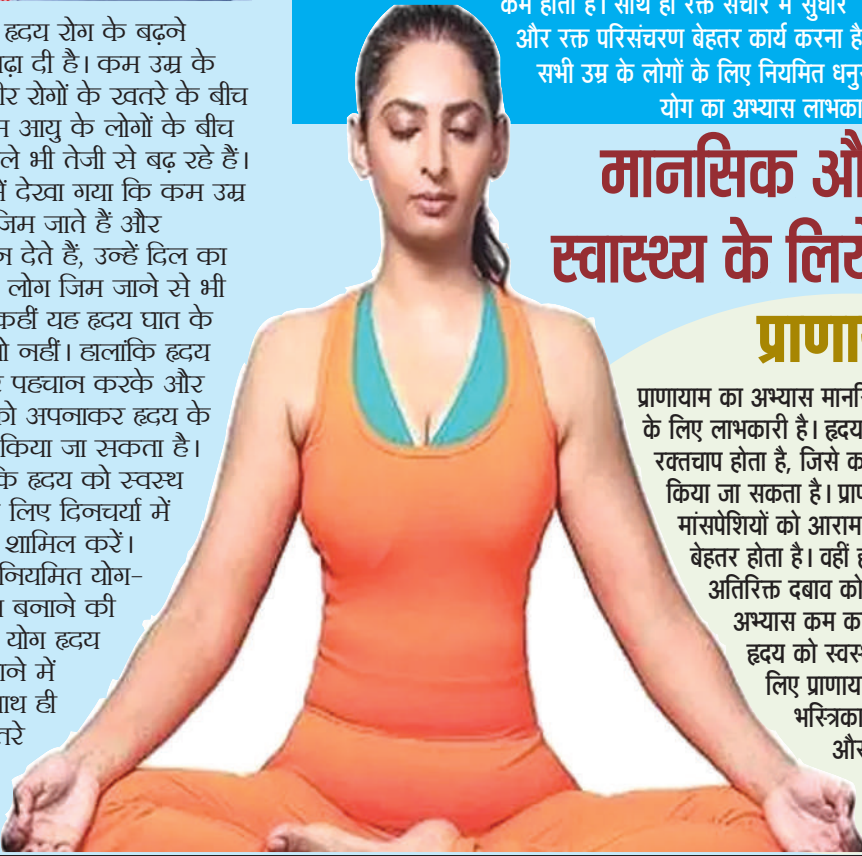 हृदय रोग के बढ़ने
ढ़ा दी है। कम उम्र के
रोगों के खतरे के बीच
आयु के लोगों के बीच
भी तेजी से बढ़ रहे हैं।
देखा गया कि कम उम्र
जिम जाते हैं और
देते हैं, उन्हें दिल का
लोग जिम जाने से भी
कहीं यह हृदय घात के
नहीं। हालांकि हृदय
पहचान करके और
को अपनाकर हृदय के
किया जा सकता है।
कि हृदय को स्वस्थ
लिए दिनचर्या में
शामिल करें।
नियमित योग-
बनाने की
योग हृदय
में
ही
कम होता है। साथ ही रक्त संचार में सुधार
और रक्त परिसंचरण बेहतर कार्य करना है
सभी उम्र के लोगों के लिए नियमित धनु
योग का अभ्यास लाभका
मानसिक औ
स्वास्थ्य के लिये
प्राणा
प्राणायाम का अभ्यास मान
के लिए लाभकारी है। हृदय
रक्तचाप होता है, जिसे क
किया जा सकता है। प्रा
मांसपेशियों को आराम
बेहतर होता है। वहीं ह
अतिरिक्त दबाव को
अभ्यास कम क
हृदय को स्वस
लिए प्राणाया
भस्त्रिका
और